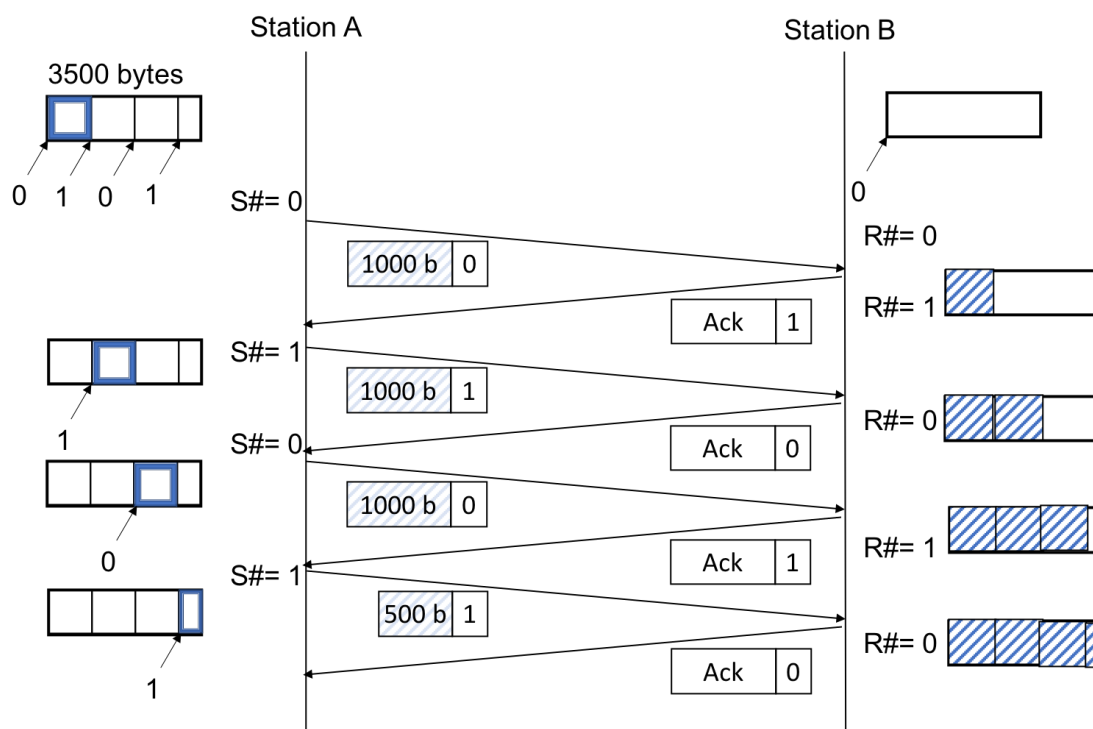 Station A
Station B
3500 bytes
0 1 0 1
0
S#= 0
R#= 0
1000 b 0
R#= 1
Ack 1
S#= 1
1000 b 1
R#= 0
1
S#= 0
Ack 0
1000 b 0
R#= 1
0
Ack 1
S#= 1
500 b 1
R#= 0
Ack 0
1